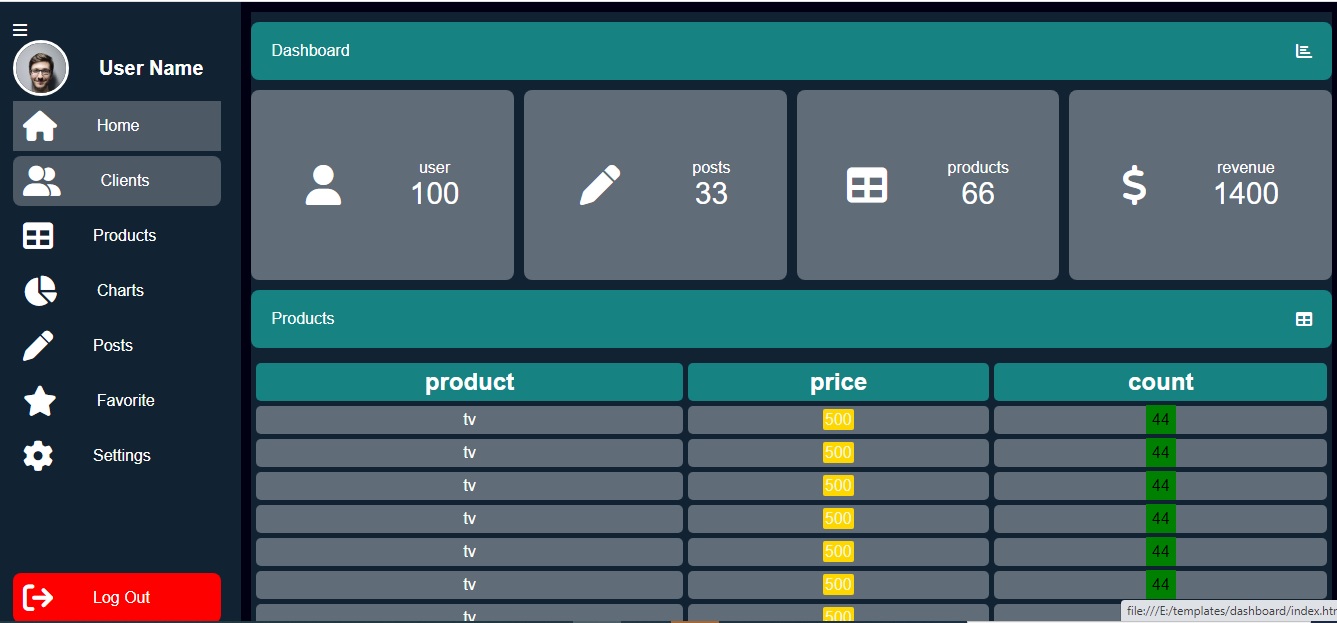 User Name
Home
Clients
Products
Charts
Posts
Favorite
Settings
Log Out
Dashboard
user
100
posts
33
products
66
revenue
1400
Products
product price count
tv 500 44
tv 500 44
tv 500 44
tv 500 44
tv 500 44
tv 500 44
tv 500
file:///E:/templates/dashboard/index.htm